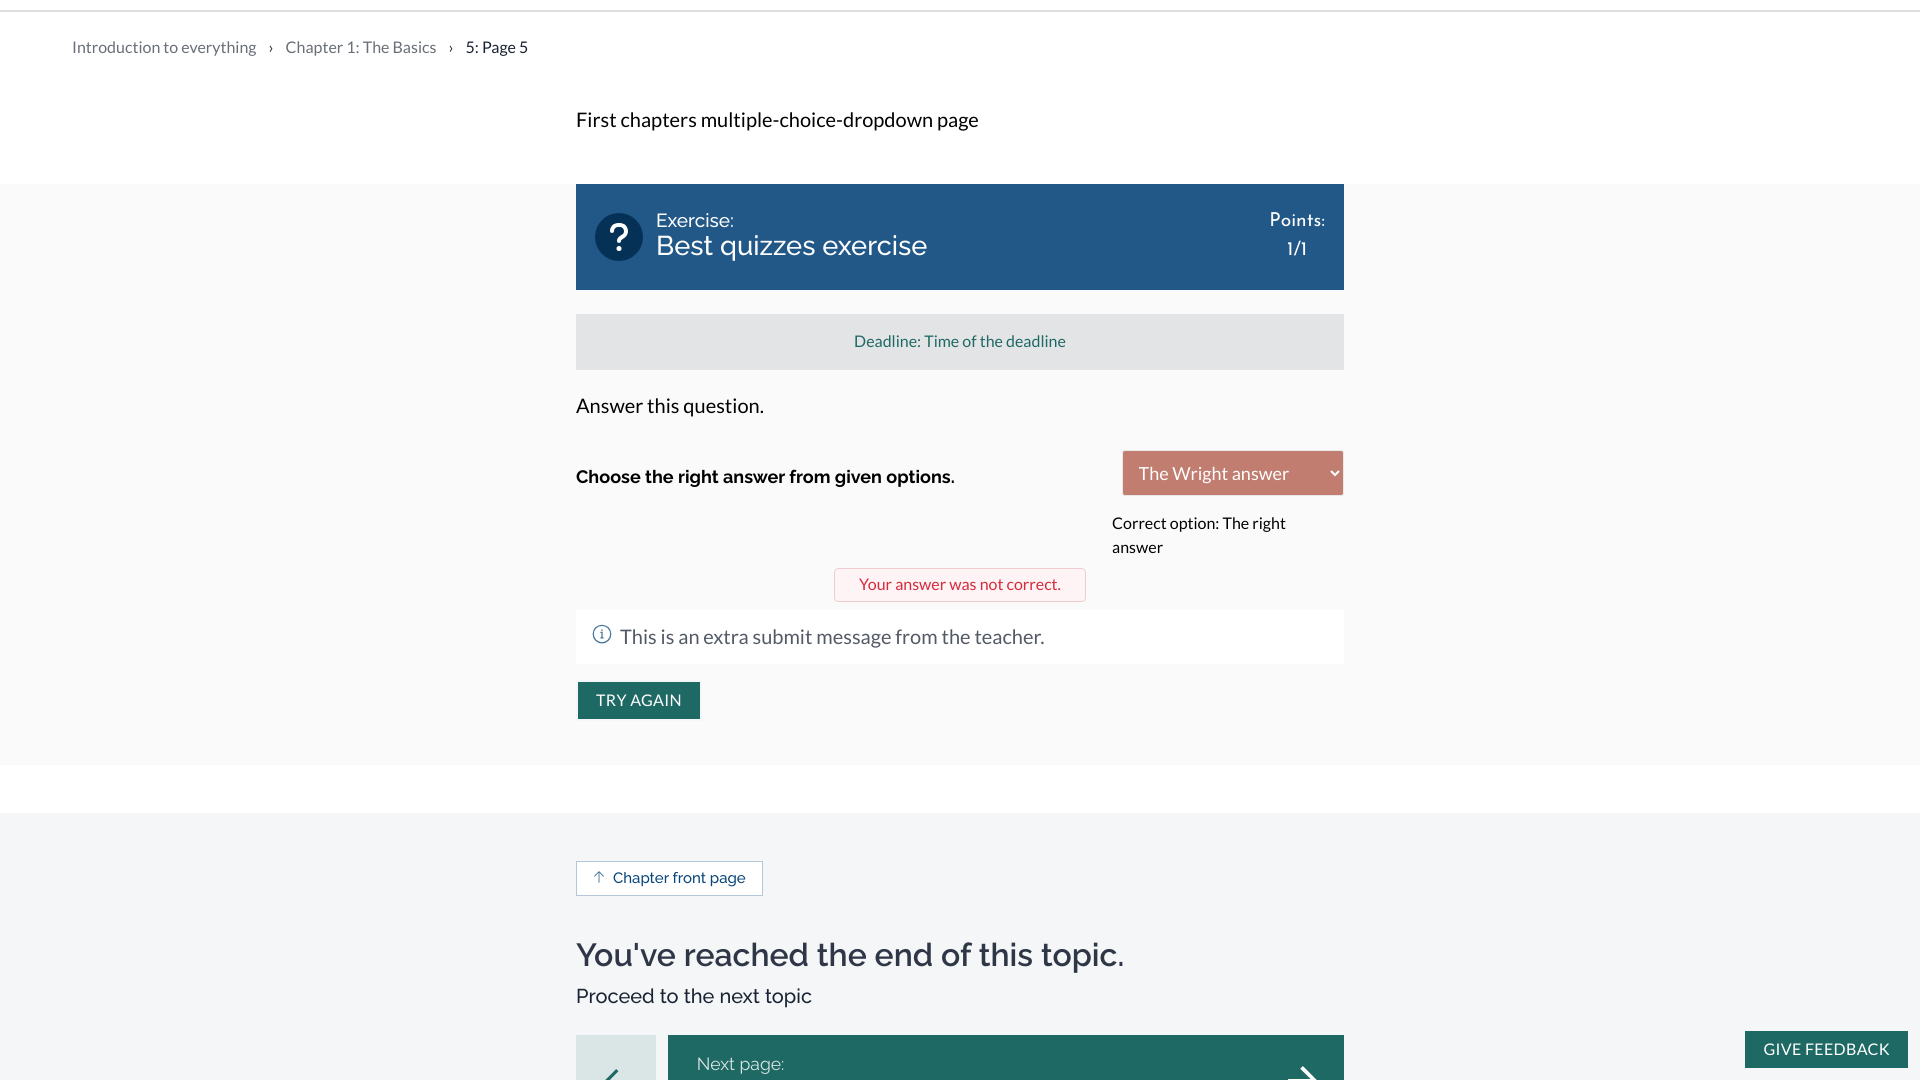 Introduction to everything › Chapter 1: The Basics › 5: Page 5
First chapters multiple-choice-dropdown page
Exercise:
Best quizzes exercise
Points:
1/1
Deadline: Time of the deadline
Answer this question.
Choose the right answer from given options.
The Wright answer
Correct option: The right
answer
Your answer was not correct.
This is an extra submit message from the teacher.
TRY AGAIN
Chapter front page
You've reached the end of this topic.
Proceed to the next topic
Next page:
GIVE FEEDBACK